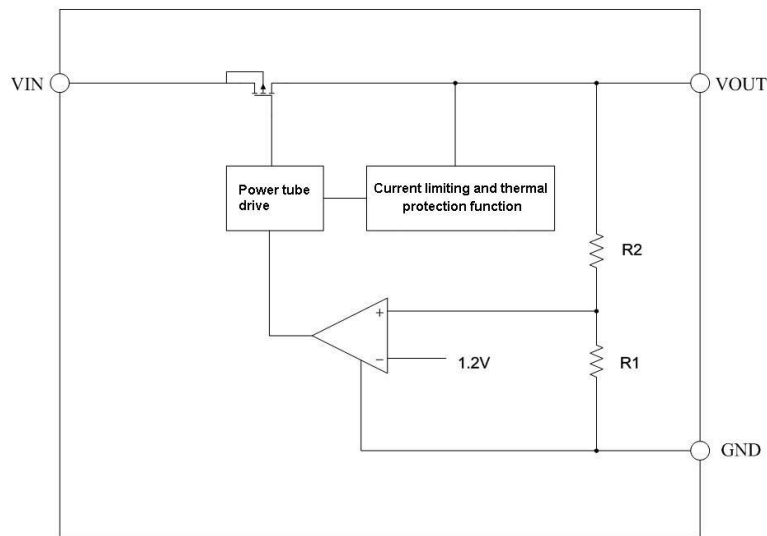 VIN
VOUT
Power tube
drive
Current limiting and thermal
protection function
R2
+
1.2V
−
R1
GND